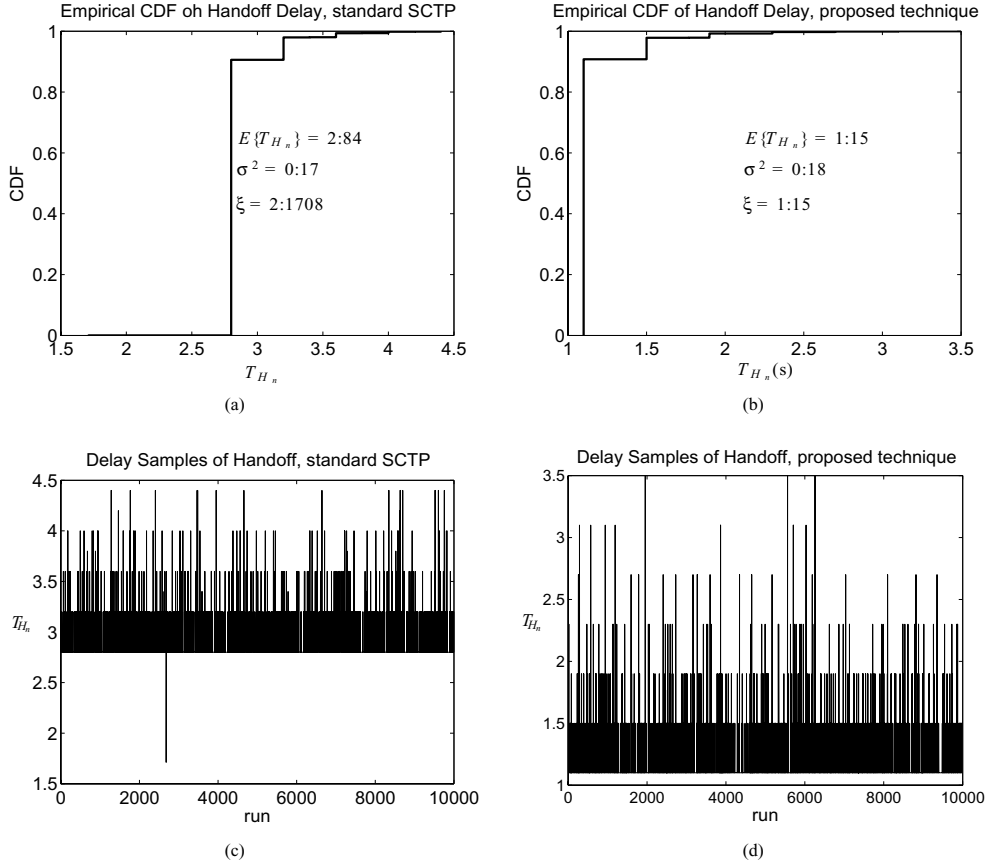 Empirical CDF oh Handoff Delay, standard SCTP
1
0.8
0.6
0.4
0.2
0
CDF
E{T_{H_n}} = 2:84
σ² = 0:17
ξ = 2:1708
1.5 2 2.5 3 3.5 4 4.5
T_{H_n}
(a)
Empirical CDF of Handoff Delay, proposed technique
1
0.8
0.6
0.4
0.2
0
CDF
E{T_{H_n}} = 1:15
σ² = 0:18
ξ = 1:15
1 1.5 2 2.5 3 3.5
T_{H_n}(s)
(b)
Delay Samples of Handoff, standard SCTP
4.5
4
3.5
3
2.5
2
1.5
T_{H_n}
0 2000 4000 6000 8000 10000
run
(c)
Delay Samples of Handoff, proposed technique
3.5
3
2.5
2
1.5
1
T_{H_n}
0 2000 4000 6000 8000 10000
run
(d)